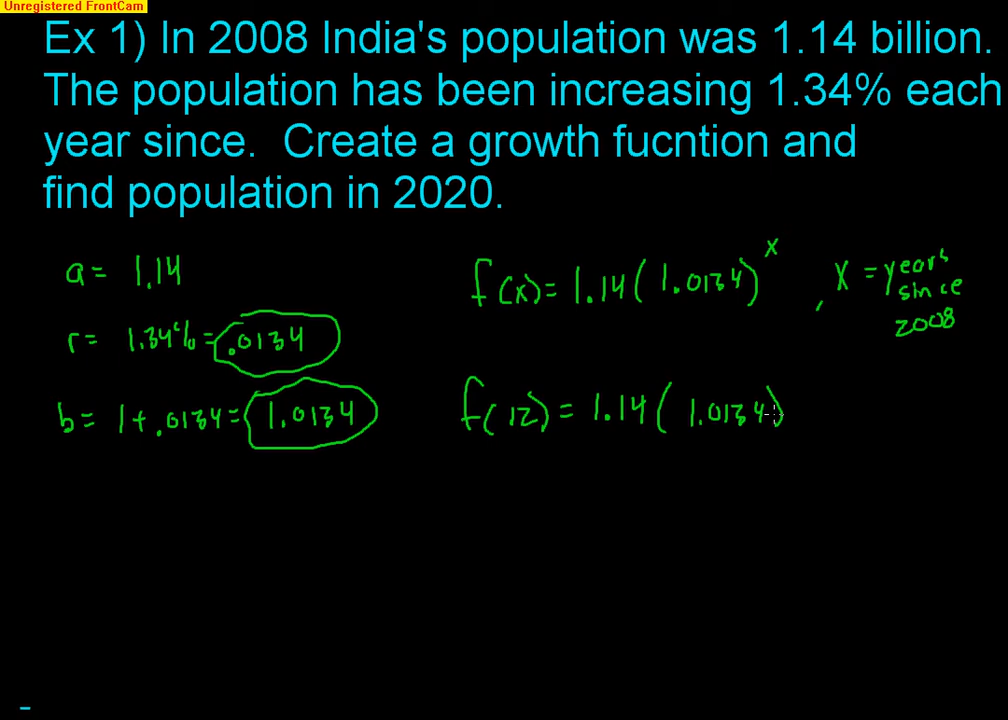 Unregistered FrontCam
Ex 1) In 2008 India's population was 1.14 billion.
The population has been increasing 1.34% each
year since. Create a growth fucntion and
find population in 2020.
a = 1.14
r = 1.34% = .0134
b = 1 + .0134 = 1.0134
f(x) = 1.14(1.0134)^x , x = years
since
2008
f(12) = 1.14(1.0134)